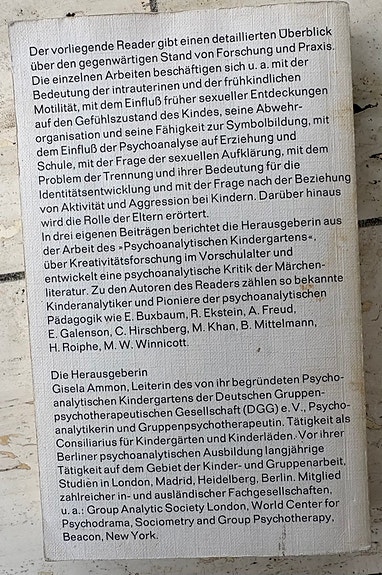 Der vorliegende Reader gibt einen detaillierten Überblick
über den gegenwärtigen Stand von Forschung und Praxis.
Die einzelnen Arbeiten beschäftigen sich u. a. mit der
Bedeutung der intrauterinen und der frühkindlichen
Motilität, mit dem Einfluß früher sexueller Entdeckungen
auf den Gefühlszustand des Kindes, seine Abwehr-
organisation und seine Fähigkeit zur Symbolbildung, mit
dem Einfluß der Psychoanalyse auf Erziehung und
Schule, mit der Frage der sexuellen Aufklärung, mit dem
Problem der Trennung und ihrer Bedeutung für die
Identitätsentwicklung und mit der Frage nach der Beziehung
von Aktivität und Aggression bei Kindern. Darüber hinaus
wird die Rolle der Eltern erörtert.
In drei eigenen Beiträgen berichtet die Herausgeberin aus
der Arbeit des »Psychoanalytischen Kindergartens«,
über Kreativitätsforschung im Vorschulalter und
entwickelt eine psychoanalytische Kritik der Märchen-
literatur. Zu den Autoren des Readers zählen so bekannte
Kinderanalytiker und Pioniere der psychoanalytischen
Pädagogik wie E. Buxbaum, R. Ekstein, A. Freud,
E. Galenson, C. Hirschberg, M. Khan, B. Mittelmann,
H. Roiphe, M. W. Winnicott.
Die Herausgeberin
Gisela Ammon, Leiterin des von ihr begründeten Psycho-
analytischen Kindergartens der Deutschen Gruppen-
psychotherapeutischen Gesellschaft (DGG) e. V., Psycho-
analytikerin und Gruppenpsychotherapeutin. Tätigkeit als
Consiliarius für Kindergärten und Kinderläden. Vor ihrer
Berliner psychoanalytischen Ausbildung langjährige
Tätigkeit auf dem Gebiet der Kinder- und Gruppenarbeit,
Studien in London, Madrid, Heidelberg, Berlin. Mitglied
zahlreicher in- und ausländischer Fachgesellschaften,
u. a.: Group Analytic Society London, World Center for
Psychodrama, Sociometry and Group Psychotherapy,
Beacon, New York.